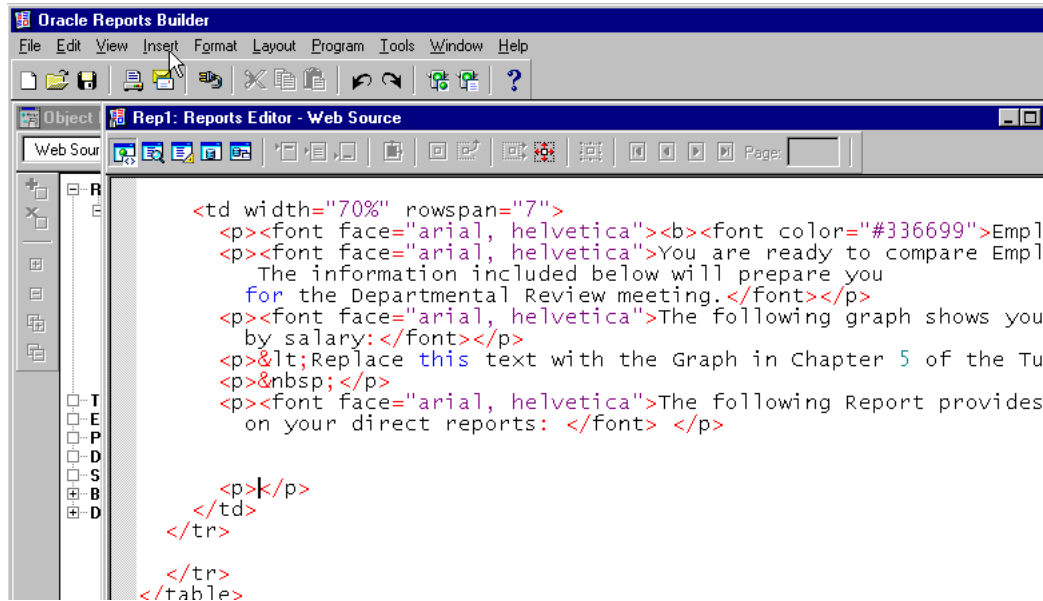 Oracle Reports Builder
File Edit View Insert Format Layout Program Tools Window Help
Object
Rep1: Reports Editor - Web Source
Web Sour
Page:
R
T
E
P
D
S
B
D
<td width="70%" rowspan="7">
<p><font face="arial, helvetica"><b><font color="#336699">Empl
<p><font face="arial, helvetica">You are ready to compare Empl
The information included below will prepare you
for the Departmental Review meeting.</font></p>
<p><font face="arial, helvetica">The following graph shows you
by salary:</font></p>
<p>&lt;Replace this text with the Graph in Chapter 5 of the Tu
<p>&nbsp;</p>
<p><font face="arial, helvetica">The following Report provides
on your direct reports: </font> </p>
<p></p>
</td>
</tr>
</tr>
</table>